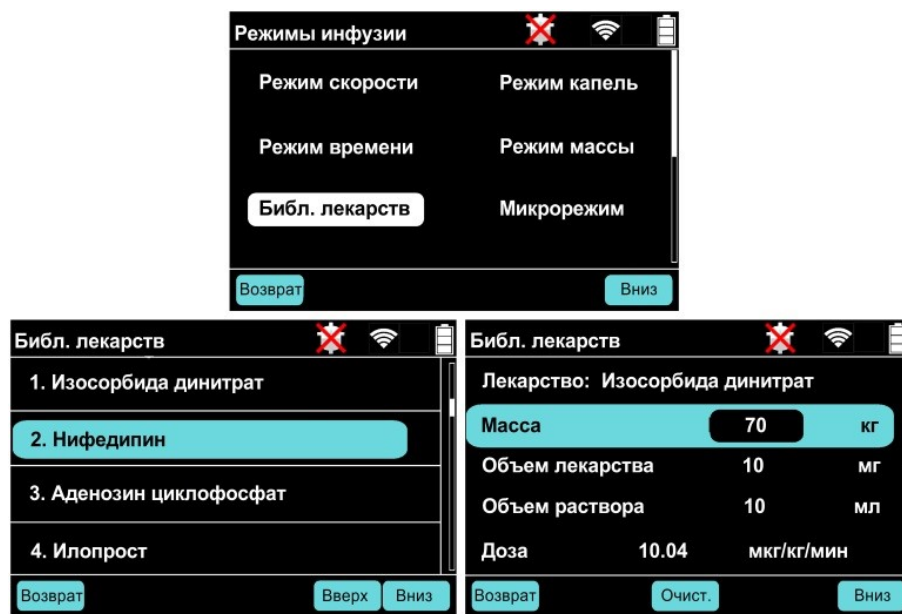 Режимы инфузии
Режим скорости Режим капель
Режим времени Режим массы
Библ. лекарств Микрорежим
Возврат Вниз
Библ. лекарств
1. Изосорбида динитрат
2. Нифедипин
3. Аденозин циклофосфат
4. Илопрост
Возврат Вверх Вниз
Библ. лекарств
Лекарство: Изосорбида динитрат
Масса 70 кг
Объем лекарства 10 мг
Объем раствора 10 мл
Доза 10.04 мкг/кг/мин
Возврат Очист. Вниз